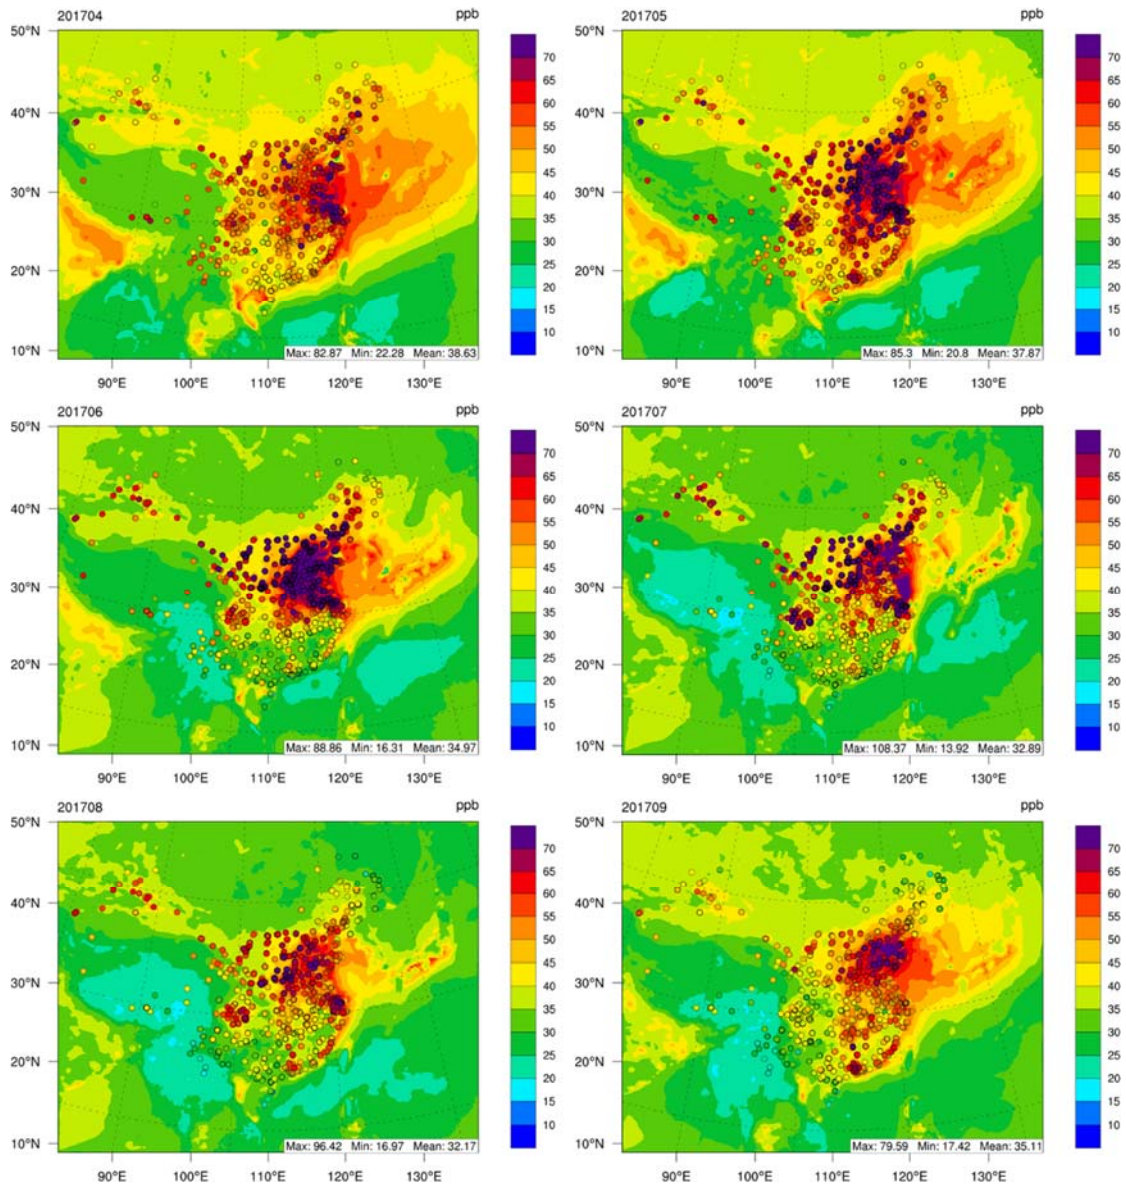 201704 ppb 201705 ppb
50°N 70 50°N 70
65 65
40°N 60 40°N 60
55 55
50 50
45 45
30°N 40 30°N 40
35 35
30 30
20°N 25 20°N 25
20 20
15 15
10°N 10 10°N 10
Max: 82.87 Min: 22.28 Mean: 38.63 Max: 85.3 Min: 20.8 Mean: 37.87
90°E 100°E 110°E 120°E 130°E 90°E 100°E 110°E 120°E 130°E
201706 ppb 201707 ppb
50°N 70 50°N 70
65 65
40°N 60 40°N 60
55 55
50 50
45 45
30°N 40 30°N 40
35 35
30 30
20°N 25 20°N 25
20 20
15 15
10°N 10 10°N 10
Max: 88.86 Min: 16.31 Mean: 34.97 Max: 108.37 Min: 13.92 Mean: 32.89
90°E 100°E 110°E 120°E 130°E 90°E 100°E 110°E 120°E 130°E
201708 ppb 201709 ppb
50°N 70 50°N 70
65 65
40°N 60 40°N 60
55 55
50 50
45 45
30°N 40 30°N 40
35 35
30 30
20°N 25 20°N 25
20 20
15 15
10°N 10 10°N 10
Max: 96.42 Min: 16.97 Mean: 32.17 Max: 79.59 Min: 17.42 Mean: 35.11
90°E 100°E 110°E 120°E 130°E 90°E 100°E 110°E 120°E 130°E